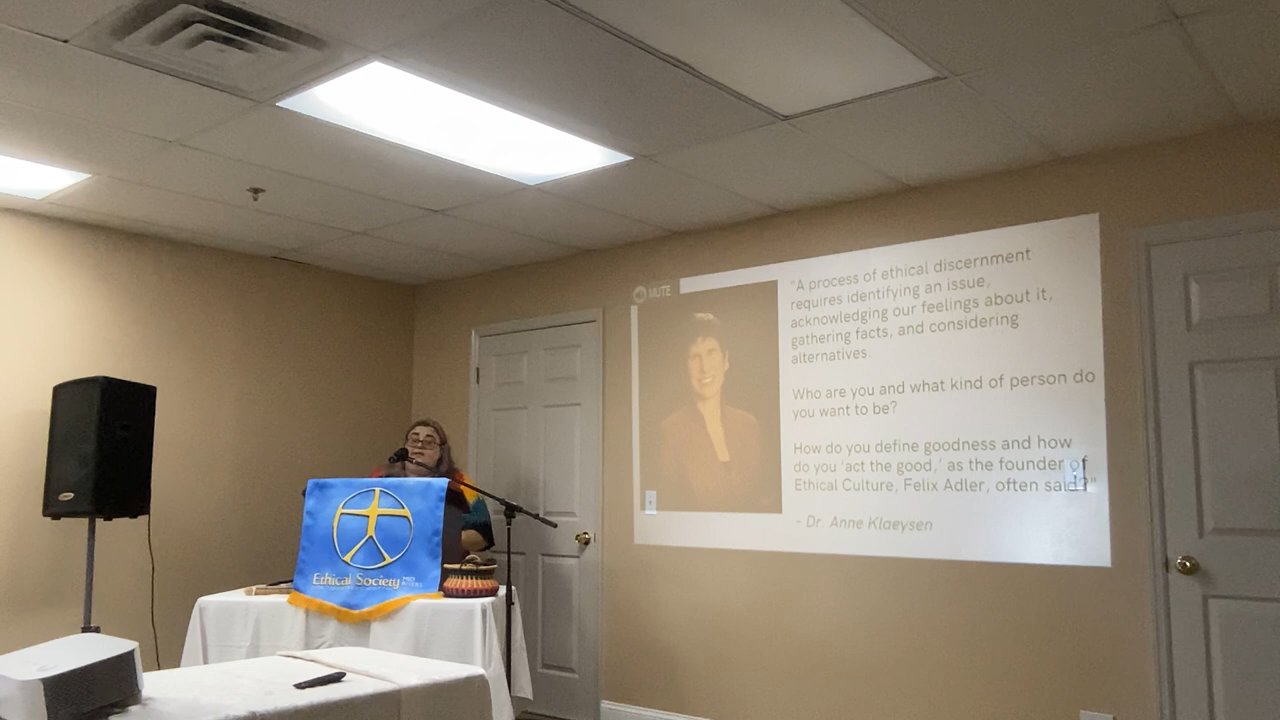 MUTE
"A process of ethical discernment
requires identifying an issue,
acknowledging our feelings about it,
gathering facts, and considering
alternatives.
Who are you and what kind of person do
you want to be?
How do you define goodness and how
do you 'act the good,' as the founder of
Ethical Culture, Felix Adler, often said?"
- Dr. Anne Klaeysen
Ethical Society MID
RIVERS